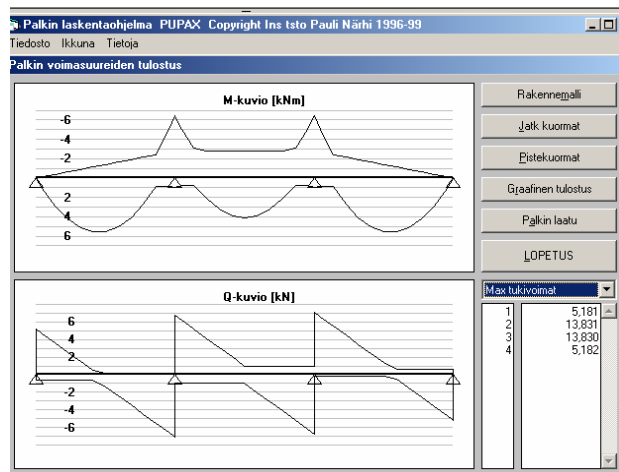 Palkin laskentaohjelma PUPAX Copyright Ins tsto Pauli Närhi 1996-99
Tiedosto Ikkuna Tietoja
Palkin voimasuureiden tulostus
M-kuvio [kNm]
-6
-4
-2
2
4
6
Q-kuvio [kN]
6
4
2
-2
-4
-6
Rakennemalli
Jatk kuormat
Pistekuormat
Graafinen tulostus
Palkin laatu
LOPETUS
Max tukivoimat
1 5,181
2 13,831
3 13,830
4 5,182